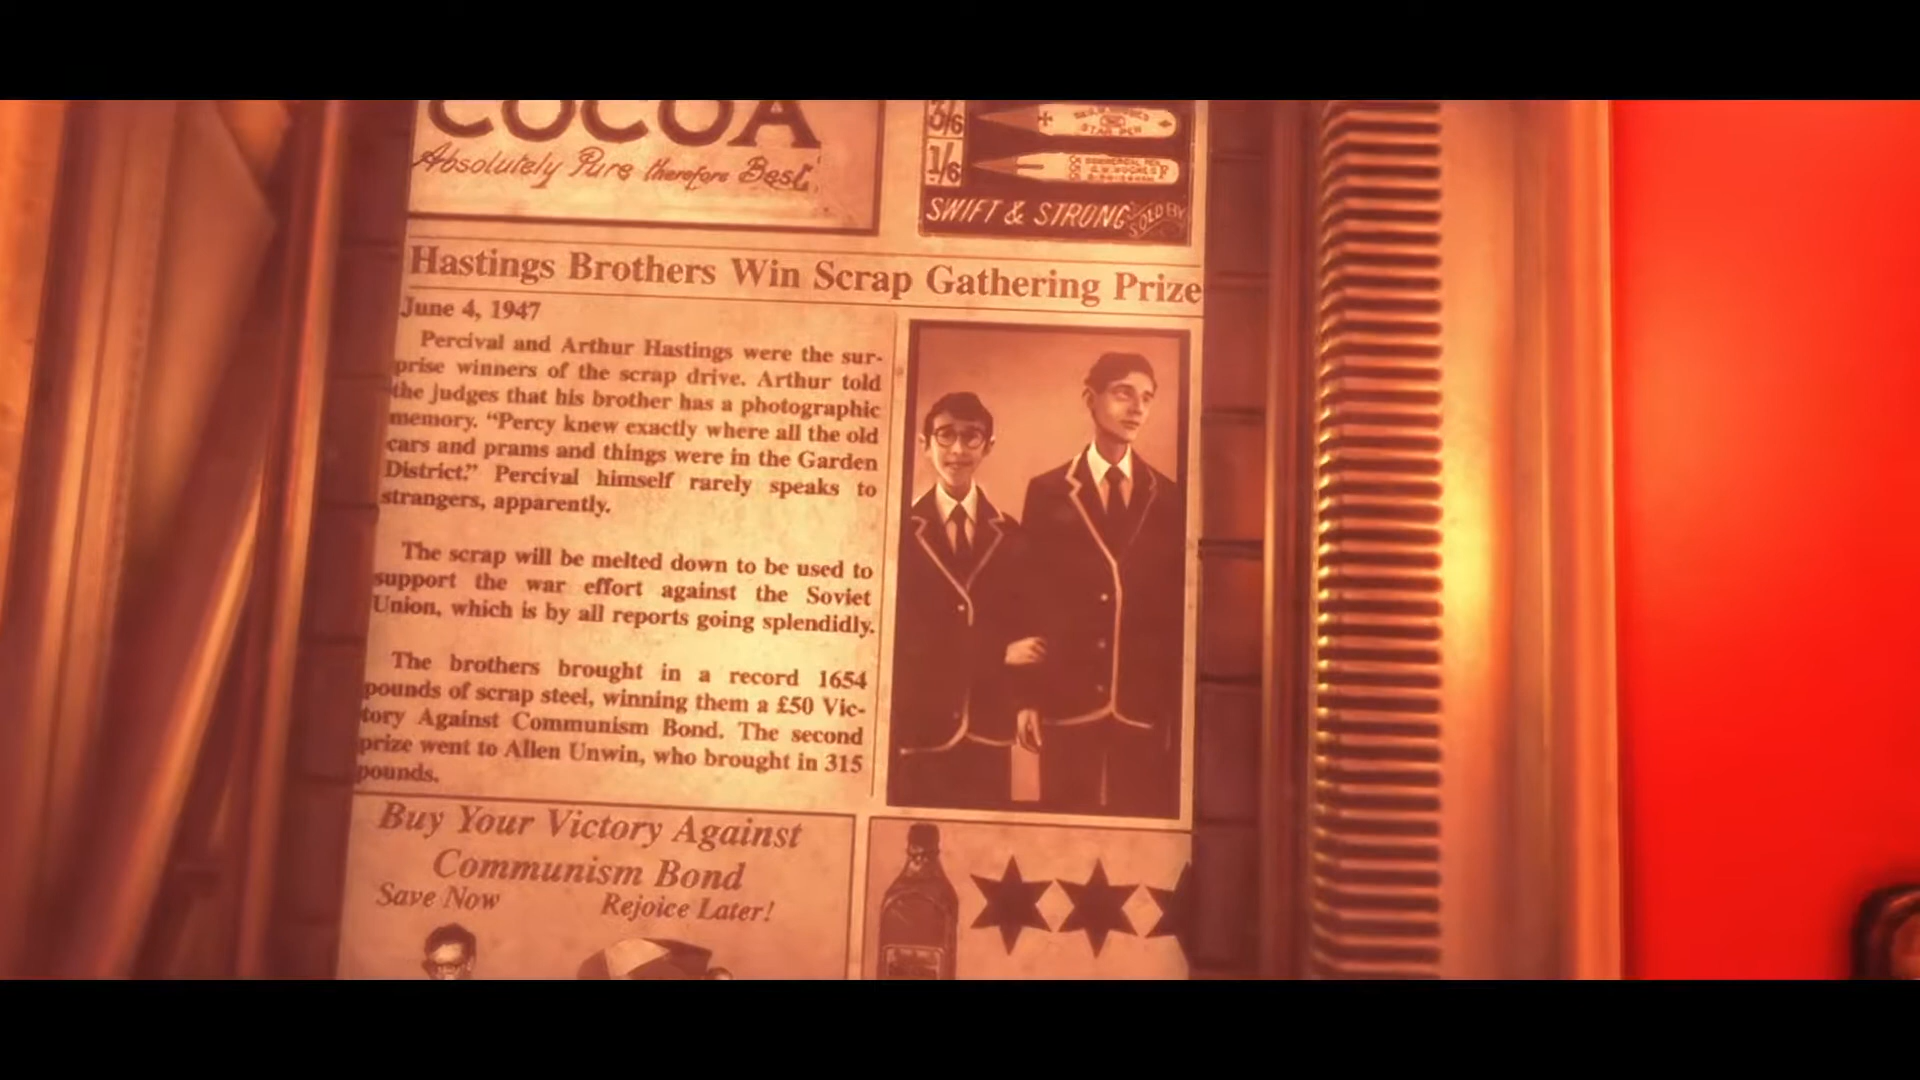 COCOA
Absolutely Pure therefore Best
3/6
STAR PEN
1/6
SWIFT & STRONG SOLD BY
Hastings Brothers Win Scrap Gathering Prize
June 4, 1947
Percival and Arthur Hastings were the sur-
prise winners of the scrap drive. Arthur told
the judges that his brother has a photographic
memory. “Percy knew exactly where all the old
cars and prams and things were in the Garden
District.” Percival himself rarely speaks to
strangers, apparently.
The scrap will be melted down to be used to
support the war effort against the Soviet
Union, which is by all reports going splendidly.
The brothers brought in a record 1654
pounds of scrap steel, winning them a £50 Vic-
tory Against Communism Bond. The second
prize went to Allen Unwin, who brought in 315
pounds.
Buy Your Victory Against
Communism Bond
Save Now Rejoice Later!